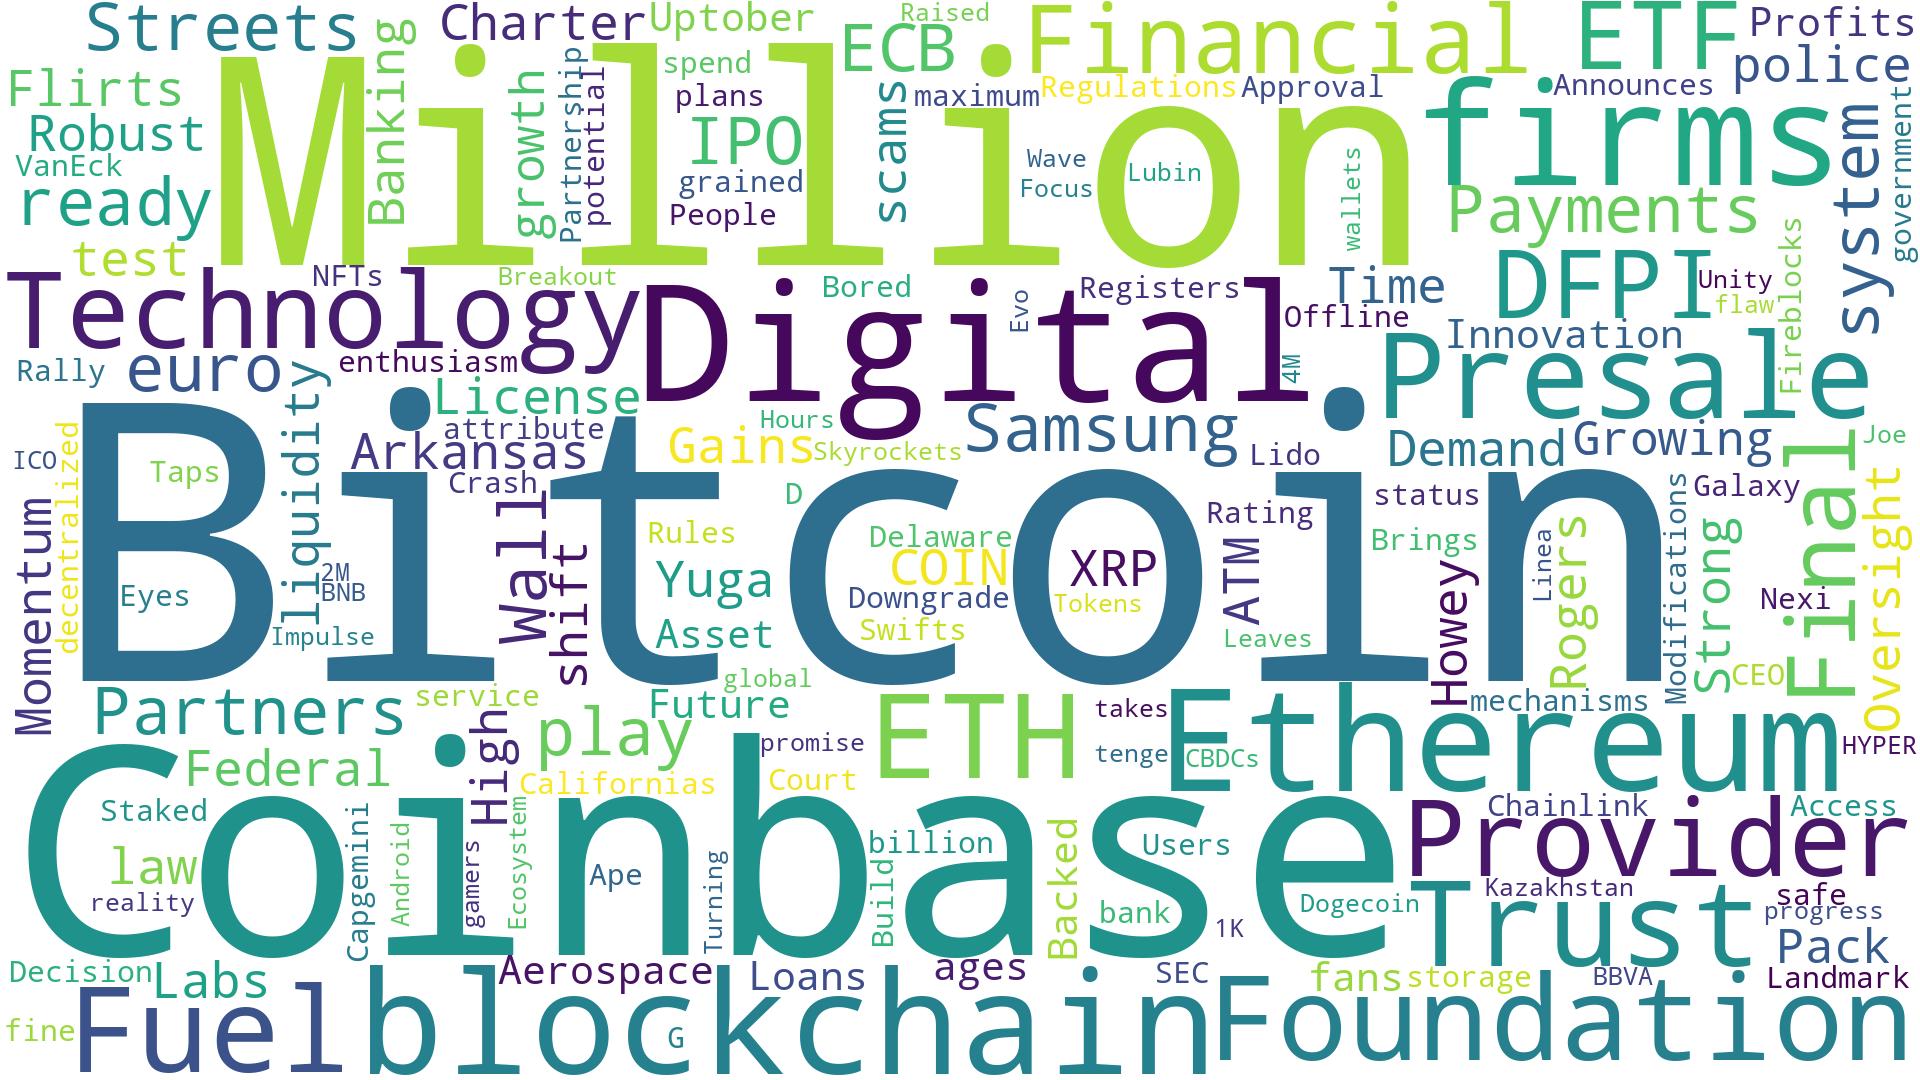 Streets
Charter
Uptober
Raised
ECB
Financial
ETF
Profits
police
Flirts
Million
Banking
growth
Partnership
potential
spend
plans
IPO
grained
People
scams
maximum
Regulations
Approval
Announces
firms
Robust
VanEck
ready
Wave
Focus
Lubin
wallets
Payments
system
government
test
Technology
NFTs
Breakout
Digital
Bored
Evo
Registers
Time
Offline
4M
DFPI
Unity
flaw
Fireblocks
Innovation
Presale
Rally
euro
liquidity
enthusiasm
License
attribute
Arkansas
Crash
Hours
Gains
Skyrockets
Samsung
Lido
Demand
Growing
Joe
ICO
decentralized
Taps
Bitcoin
Momentum
Eyes
2M
BNB
Impulse
Wall
shift
D
Rules
Yuga
Asset
Delaware
COIN
Downgrade
Swifts
XRP
Tokens
Rating
ATM
Leaves
status
Brings
Howey
Linea
Rogers
Modifications
Galaxy
Strong
Nexi
Final
Oversight
CEO
Partners
service
global
Future
play
High
promise
ETH
takes
tenge
CBDCs
Ethereum
mechanisms
HYPER
Federal
Californias
Court
Coinbase
Staked
law
reality
Capgemini
Android
gamers
Ecosystem
Ape
Turning
billion
Build
Backed
Users
bank
1K
Dogecoin
Provider
Chainlink
Access
Kazakhstan
Trust
safe
progress
Pack
Decision
Labs
Aerospace
Loans
ages
SEC
fans
storage
BBVA
Landmark
fine
Fuel
blockchain
G
Foundation